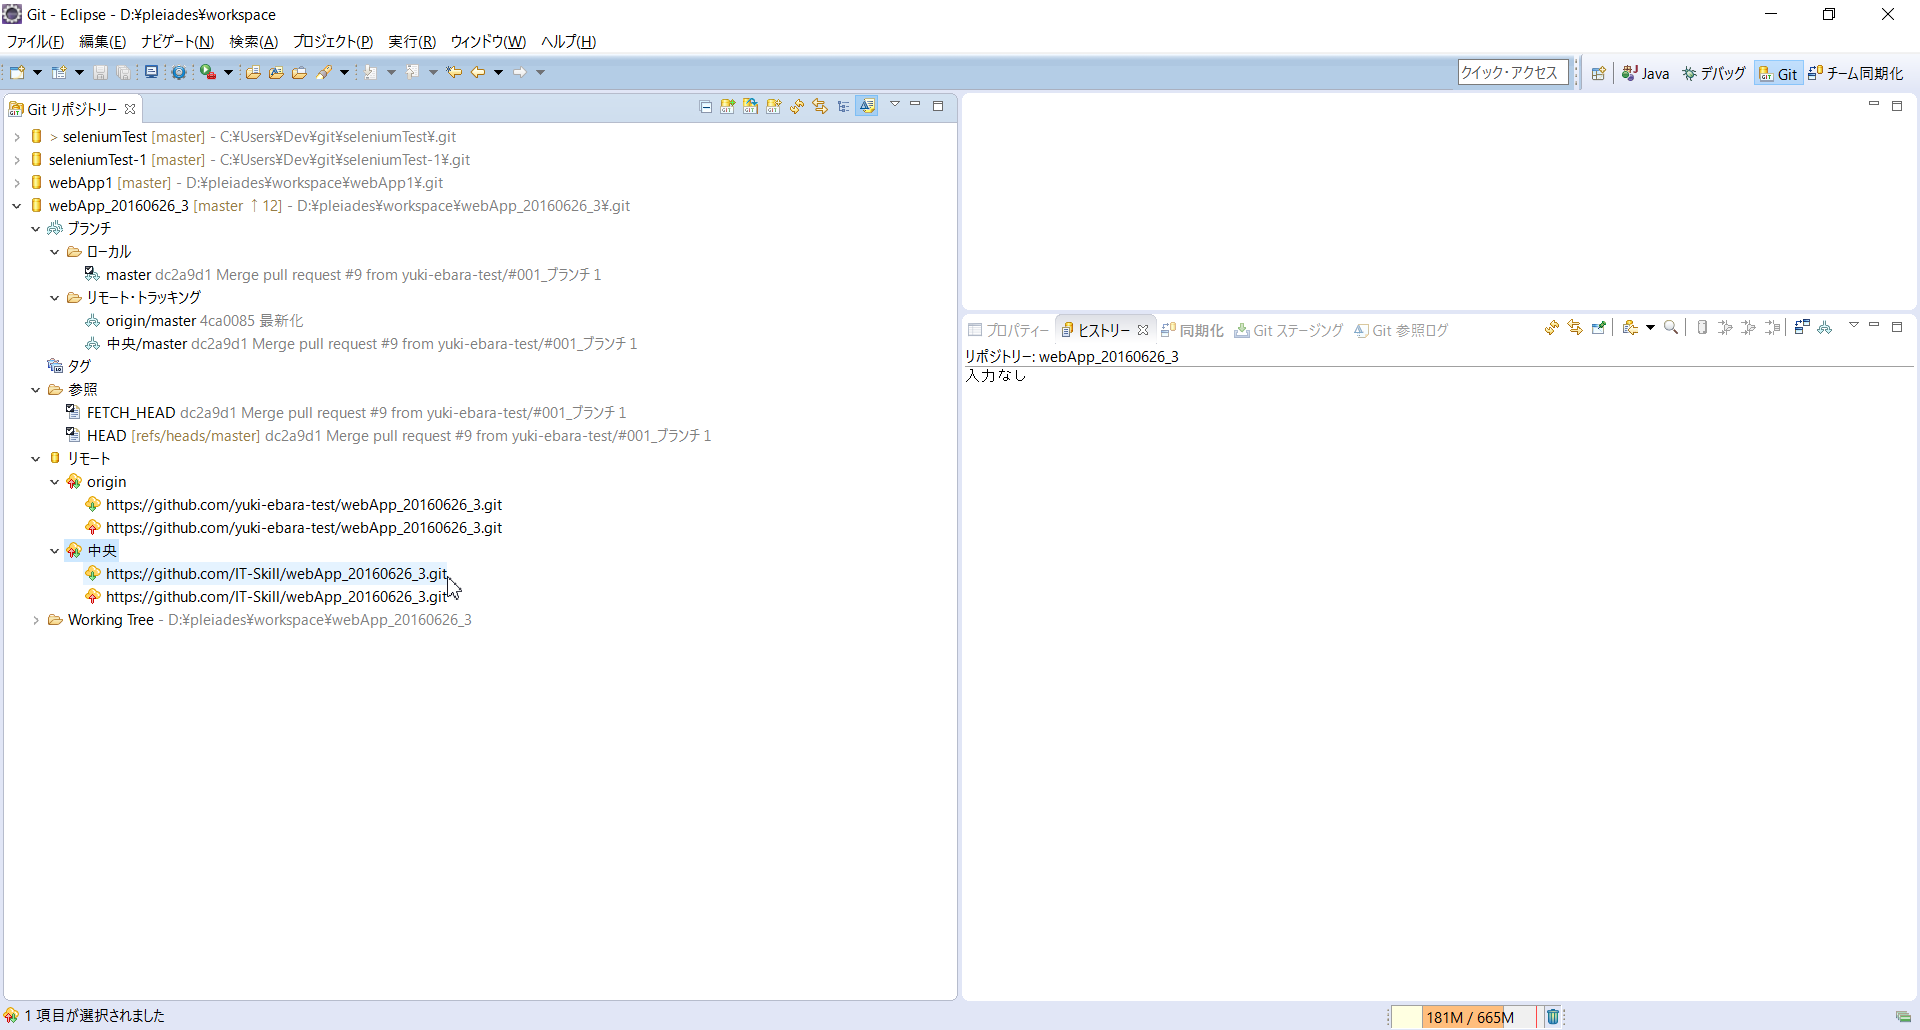 Git - Eclipse - D:¥pleiades¥workspace
ファイル(F) 編集(E) ナビゲート(N) 検索(A) プロジェクト(P) 実行(R) ウィンドウ(W) ヘルプ(H)
クイック・アクセス Java デバッグ Git チーム同期化
Git リポジトリー
> seleniumTest [master] - C:¥Users¥Dev¥git¥seleniumTest¥.git
seleniumTest-1 [master] - C:¥Users¥Dev¥git¥seleniumTest-1¥.git
webApp1 [master] - D:¥pleiades¥workspace¥webApp1¥.git
webApp_20160626_3 [master ↑12] - D:¥pleiades¥workspace¥webApp_20160626_3¥.git
ブランチ
ローカル
master dc2a9d1 Merge pull request #9 from yuki-ebara-test/#001_ブランチ1
リモート・トラッキング
origin/master 4ca0085 最新化
中央/master dc2a9d1 Merge pull request #9 from yuki-ebara-test/#001_ブランチ1
タグ
参照
FETCH_HEAD dc2a9d1 Merge pull request #9 from yuki-ebara-test/#001_ブランチ1
HEAD [refs/heads/master] dc2a9d1 Merge pull request #9 from yuki-ebara-test/#001_ブランチ1
リモート
origin
https://github.com/yuki-ebara-test/webApp_20160626_3.git
https://github.com/yuki-ebara-test/webApp_20160626_3.git
中央
https://github.com/IT-Skill/webApp_20160626_3.git
https://github.com/IT-Skill/webApp_20160626_3.git
Working Tree - D:¥pleiades¥workspace¥webApp_20160626_3
プロパティー ヒストリー 同期化 Git ステージング Git 参照ログ
リポジトリー: webApp_20160626_3
入力なし
1 項目が選択されました
181M / 665M